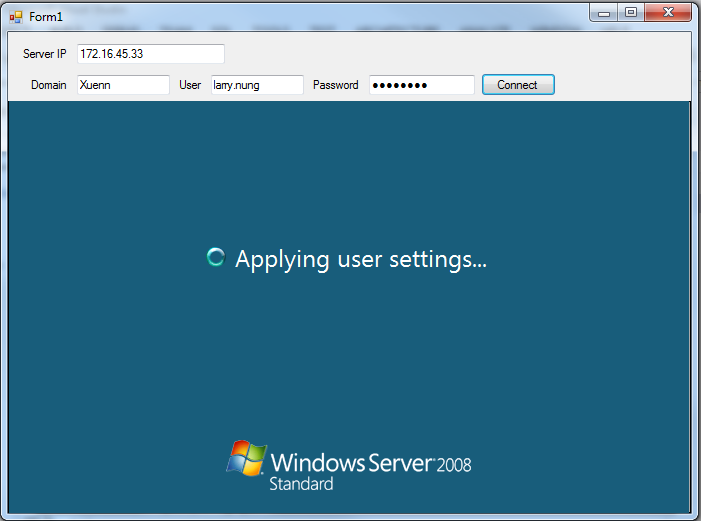 Form1
Server IP 172.16.45.33
Domain Xuenn User larry.nung Password ●●●●●●●● Connect
Applying user settings...
Windows Server 2008
Standard